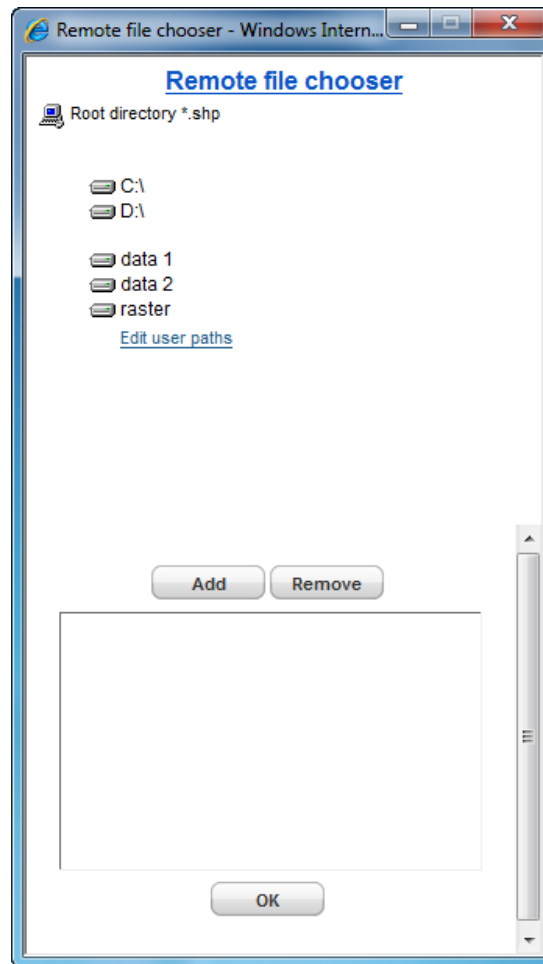 Remote file chooser - Windows Intern...
Remote file chooser
Root directory *.shp
C:\
D:\
data 1
data 2
raster
Edit user paths
Add Remove
OK